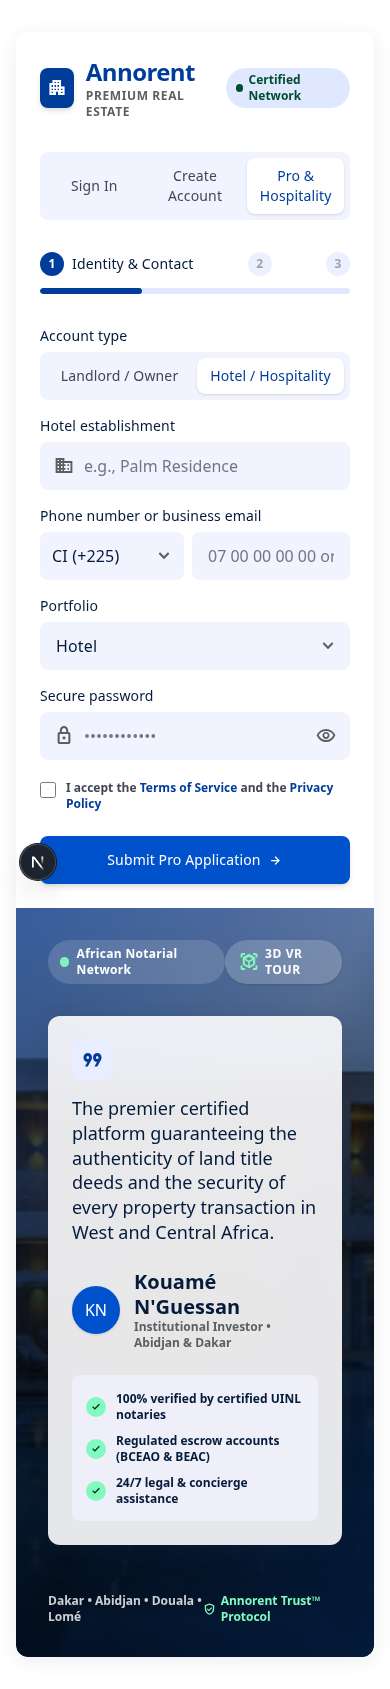 Annorent
PREMIUM REAL
ESTATE
Certified
Network
Sign In
Create
Account
Pro &
Hospitality
1 Identity & Contact 2 3
Account type
Landlord / Owner Hotel / Hospitality
Hotel establishment
e.g., Palm Residence
Phone number or business email
CI (+225) 07 00 00 00 00 or
Portfolio
Hotel
Secure password
••••••••••••
I accept the Terms of Service and the Privacy
Policy
N
Submit Pro Application →
African Notarial
Network
3D VR
TOUR
The premier certified
platform guaranteeing the
authenticity of land title
deeds and the security of
every property transaction in
West and Central Africa.
KN
Kouamé
N'Guessan
Institutional Investor •
Abidjan & Dakar
100% verified by certified UINL
notaries
Regulated escrow accounts
(BCEAO & BEAC)
24/7 legal & concierge
assistance
Dakar • Abidjan • Douala •
Lomé
Annorent Trust™
Protocol